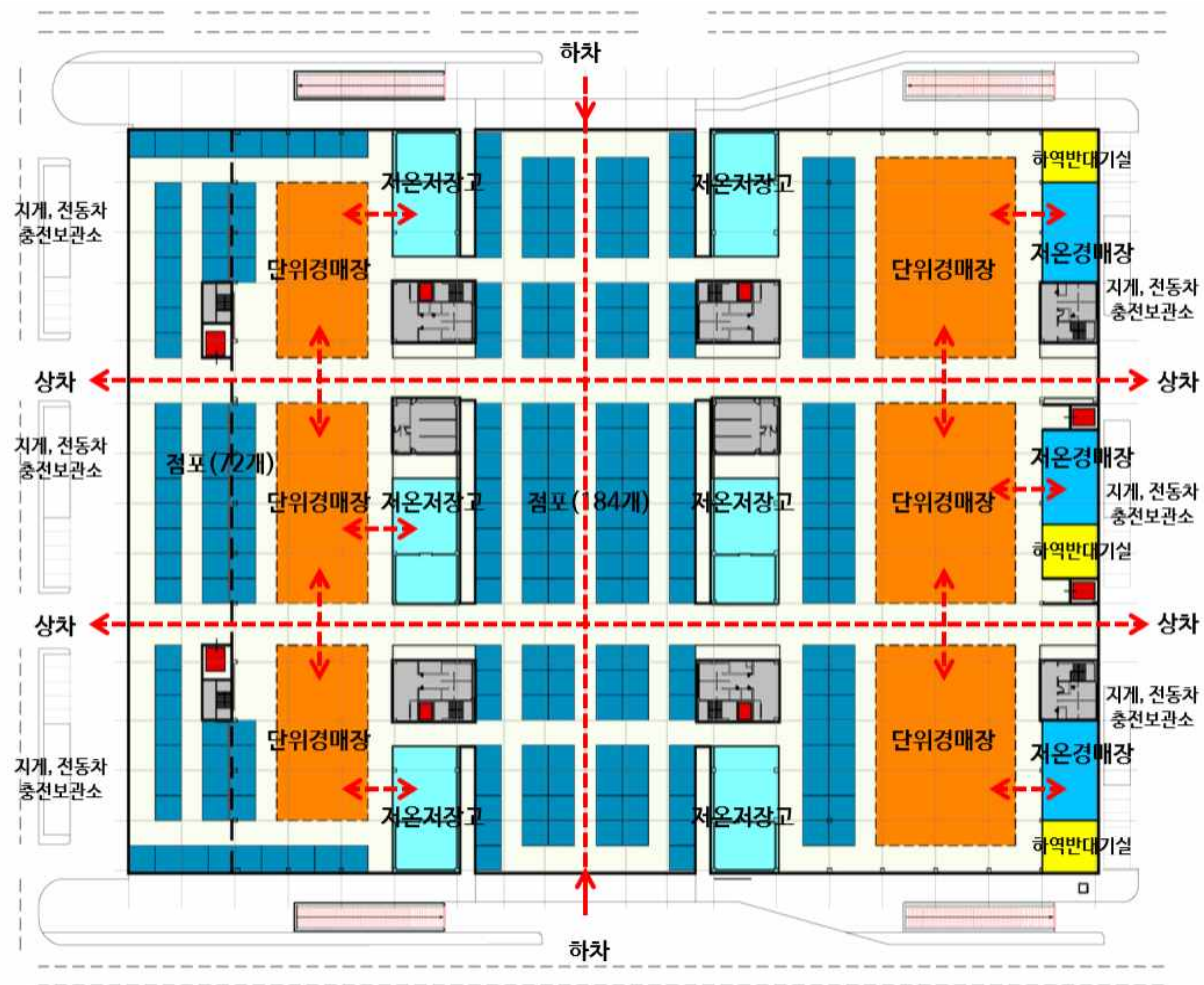 하차
하역반대기실
저온저장고
저온저장고
지게, 전동차
충전보관소
저온경매장
단위경매장
단위경매장
지게, 전동차
충전보관소
상차
상차
지게, 전동차
충전보관소
점포(72개)
저온경매장
단위경매장
저온저장고
점포(184개)
저온저장고
단위경매장
지게, 전동차
충전보관소
하역반대기실
상차
상차
지게, 전동차
충전보관소
단위경매장
단위경매장
저온경매장
지게, 전동차
충전보관소
저온저장고
저온저장고
하역반대기실
하차